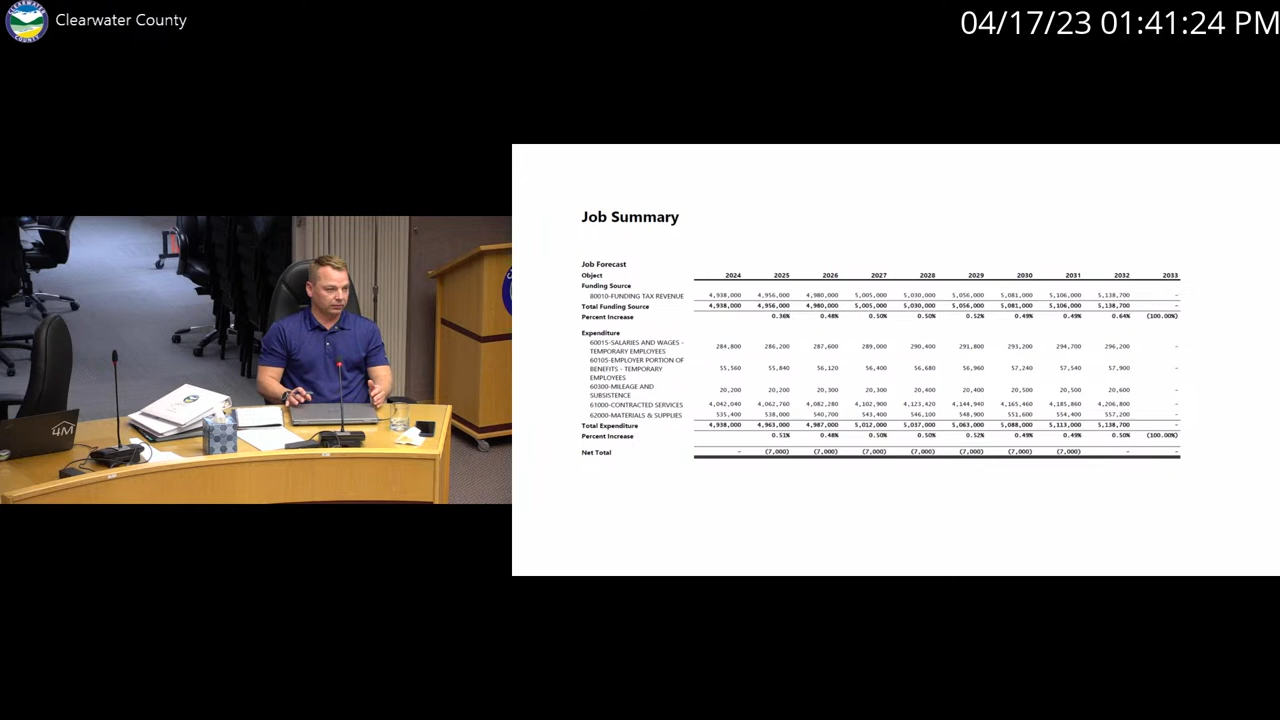 Clearwater County
04/17/23 01:41:24 PM
CLEARWATER
COUNTY
4M
Job Summary
Job Forecast
Object 2024 2025 2026 2027 2028 2029 2030 2031 2032 2033
Funding Source
80010-FUNDING TAX REVENUE 4,938,000 4,956,000 4,980,000 5,005,000 5,030,000 5,056,000 5,081,000 5,106,000 5,138,700 -
Total Funding Source 4,938,000 4,956,000 4,980,000 5,005,000 5,030,000 5,056,000 5,081,000 5,106,000 5,138,700 -
Percent Increase 0.36% 0.48% 0.50% 0.50% 0.52% 0.49% 0.49% 0.64% (100.00%)
Expenditure
60015-SALARIES AND WAGES -
TEMPORARY EMPLOYEES 284,800 286,200 287,600 289,000 290,400 291,800 293,200 294,700 296,200 -
60105-EMPLOYER PORTION OF
BENEFITS - TEMPORARY 55,560 55,840 56,120 56,400 56,680 56,960 57,240 57,540 57,900 -
EMPLOYEES
60300-MILEAGE AND
SUBSISTENCE 20,200 20,200 20,300 20,300 20,400 20,400 20,500 20,500 20,600 -
61000-CONTRACTED SERVICES 4,042,040 4,062,760 4,082,280 4,102,900 4,123,420 4,144,940 4,165,460 4,185,860 4,206,800 -
62000-MATERIALS & SUPPLIES 535,400 538,000 540,700 543,400 546,100 548,900 551,600 554,400 557,200 -
Total Expenditure 4,938,000 4,963,000 4,987,000 5,012,000 5,037,000 5,063,000 5,088,000 5,113,000 5,138,700 -
Percent Increase 0.51% 0.48% 0.50% 0.50% 0.52% 0.49% 0.49% 0.50% (100.00%)
Net Total - (7,000) (7,000) (7,000) (7,000) (7,000) (7,000) (7,000) - -